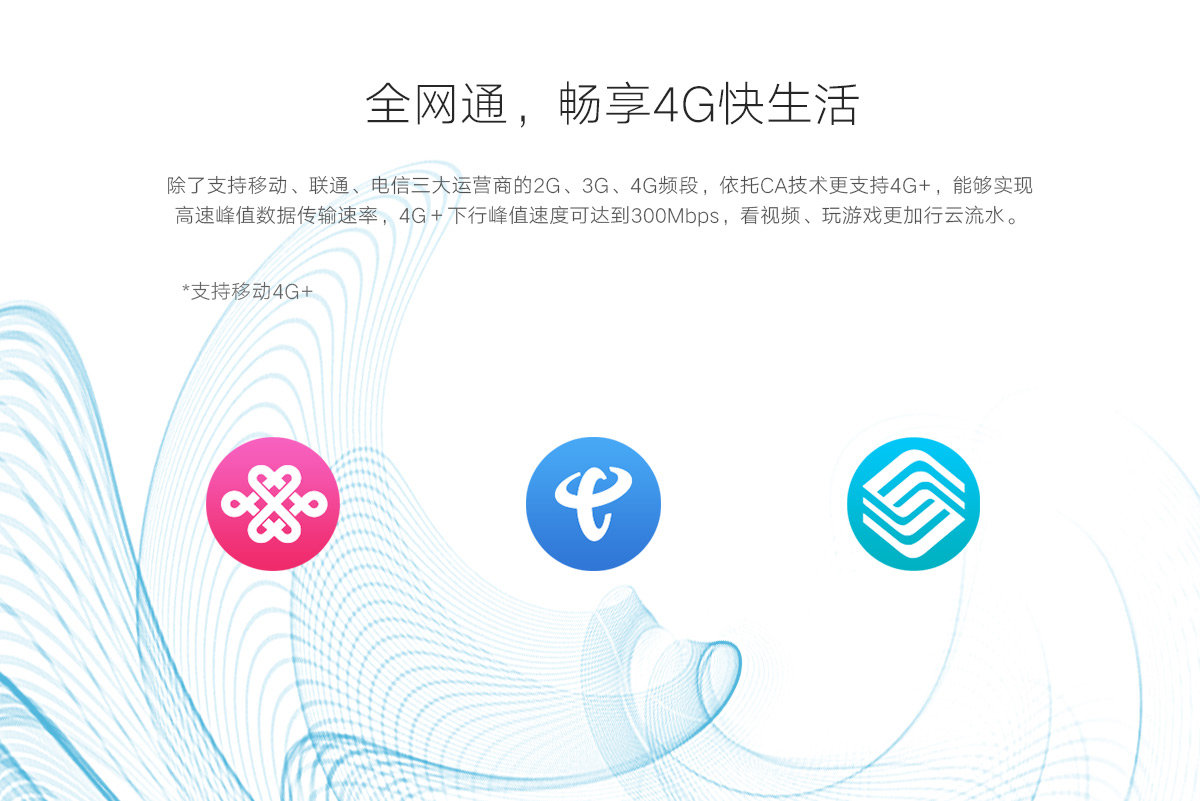 全网通，畅享4G快生活
除了支持移动、联通、电信三大运营商的2G、3G、4G频段，依托CA技术更支持4G+，能够实现
高速峰值数据传输速率，4G＋下行峰值速度可达到300Mbps，看视频、玩游戏更加行云流水。
*支持移动4G+